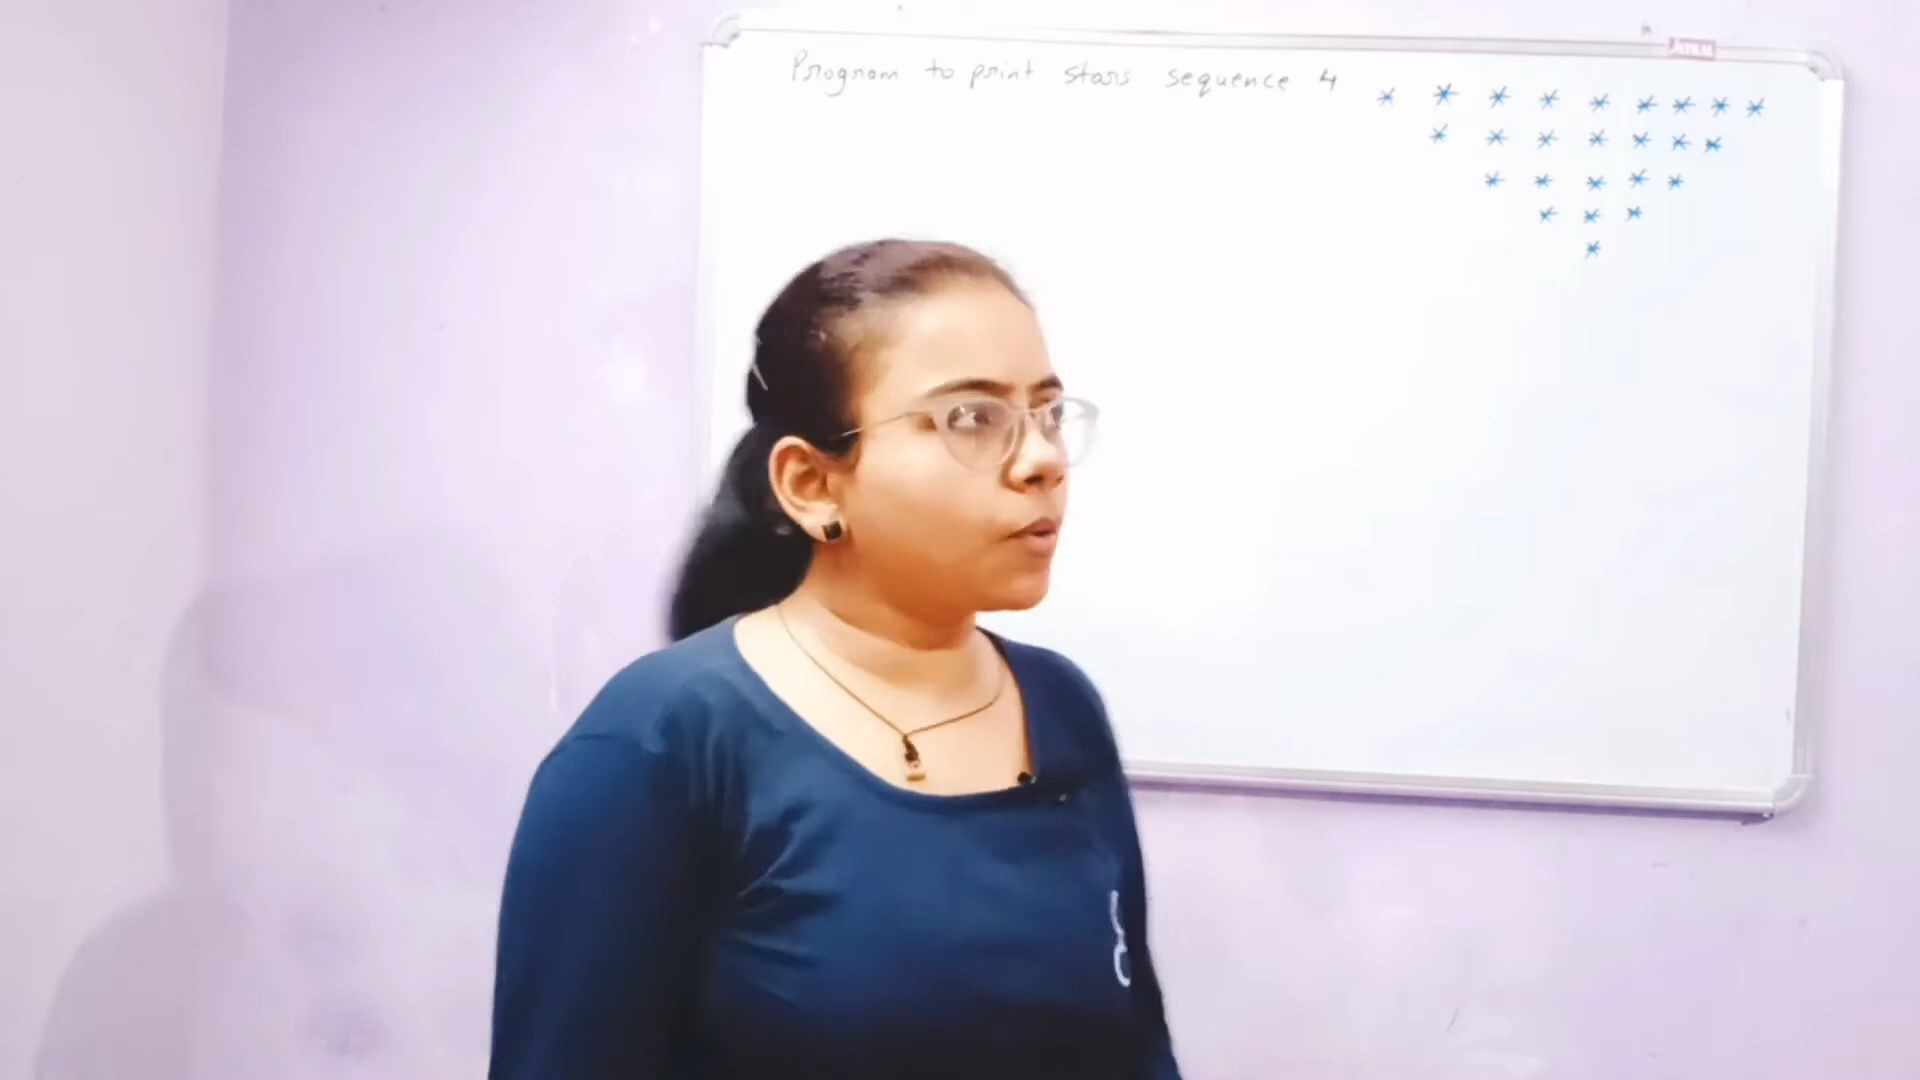 Program to print stars sequence 4
* * * * * * * * *
* * * * * * *
* * * * *
* * *
*